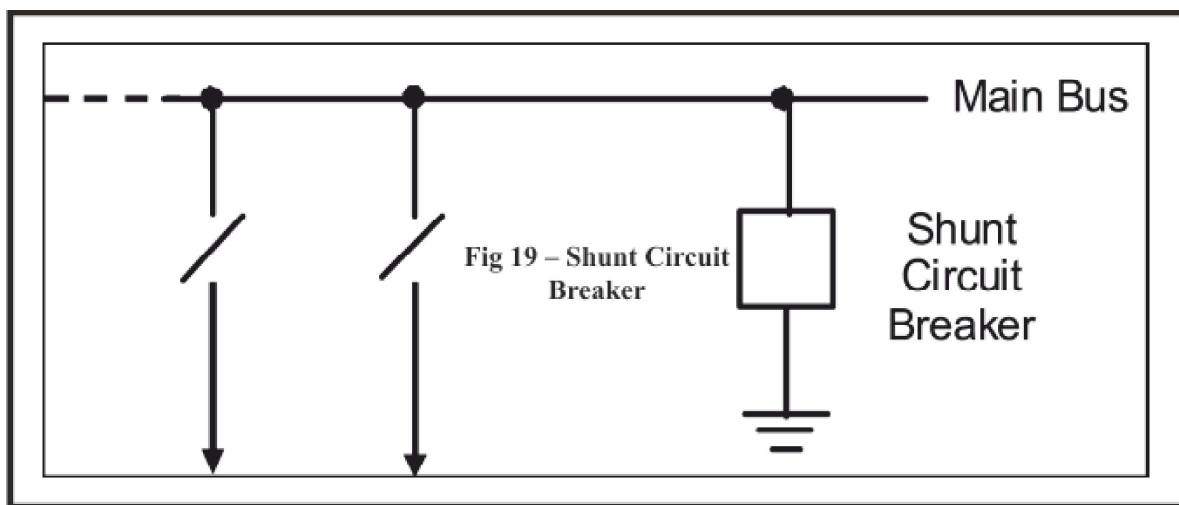 Main Bus
Fig 19 – Shunt Circuit
Breaker
Shunt
Circuit
Breaker